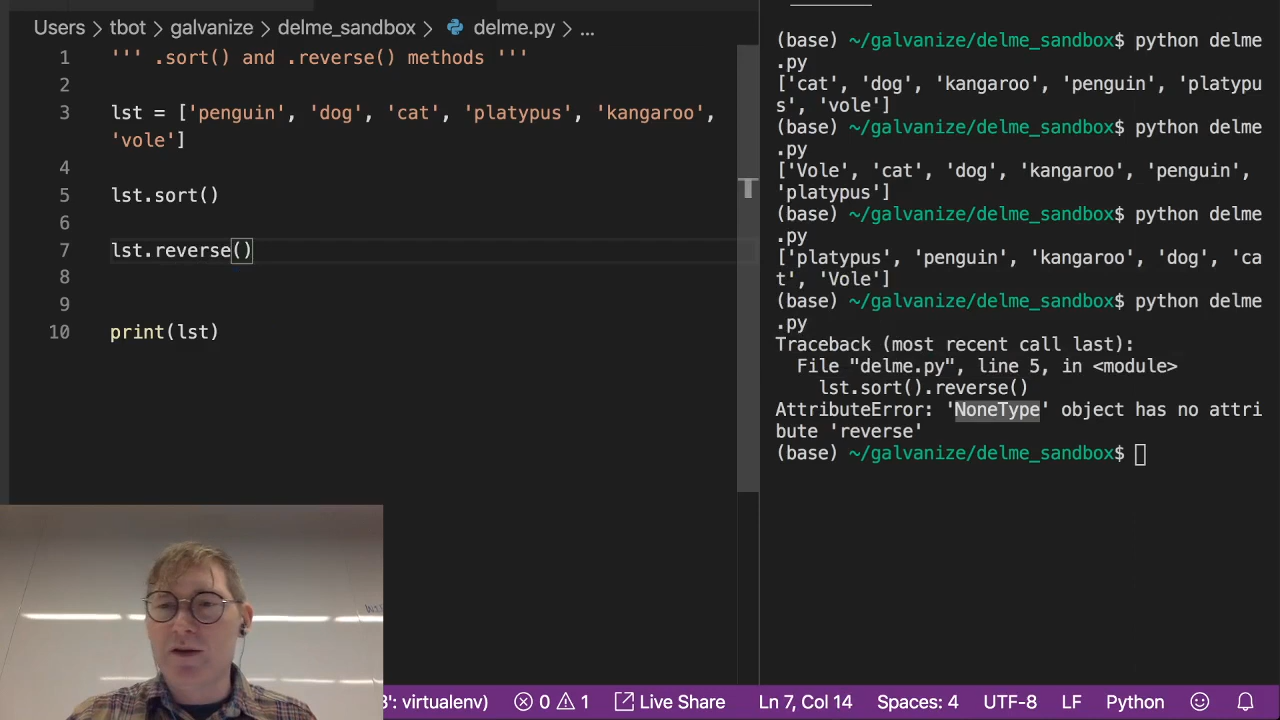 Users > tbot > galvanize > delme_sandbox > delme.py > ...
1 ''' .sort() and .reverse() methods '''
2
3 lst = ['penguin', 'dog', 'cat', 'platypus', 'kangaroo',
'vole']
4
5 lst.sort()
6
7 lst.reverse()
8
9
10 print(lst)
(base) ~/galvanize/delme_sandbox$ python delme
.py
['cat', 'dog', 'kangaroo', 'penguin', 'platypu
s', 'vole']
(base) ~/galvanize/delme_sandbox$ python delme
.py
['Vole', 'cat', 'dog', 'kangaroo', 'penguin',
'platypus']
(base) ~/galvanize/delme_sandbox$ python delme
.py
['platypus', 'penguin', 'kangaroo', 'dog', 'ca
t', 'Vole']
(base) ~/galvanize/delme_sandbox$ python delme
.py
Traceback (most recent call last):
File "delme.py", line 5, in <module>
lst.sort().reverse()
AttributeError: 'NoneType' object has no attri
bute 'reverse'
(base) ~/galvanize/delme_sandbox$
3': virtualenv) 0 1 Live Share Ln 7, Col 14 Spaces: 4 UTF-8 LF Python